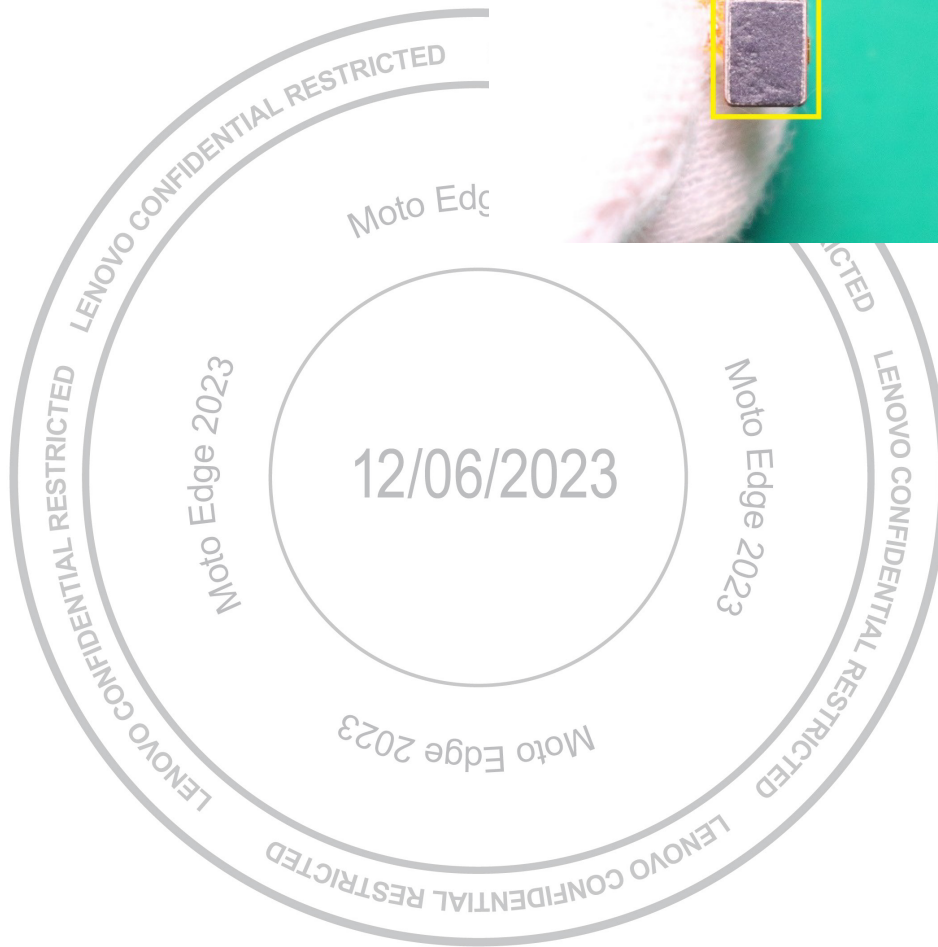 LENOVO CONFIDENTIAL RESTRICTED
LENOVO CONFIDENTIAL RESTRICTED
LENOVO CONFIDENTIAL RESTRICTED
LENOVO CONFIDENTIAL RESTRICTED
Moto
Moto Edge 2023
Moto Edge 2023
Moto Edge 2023
12/06/2023